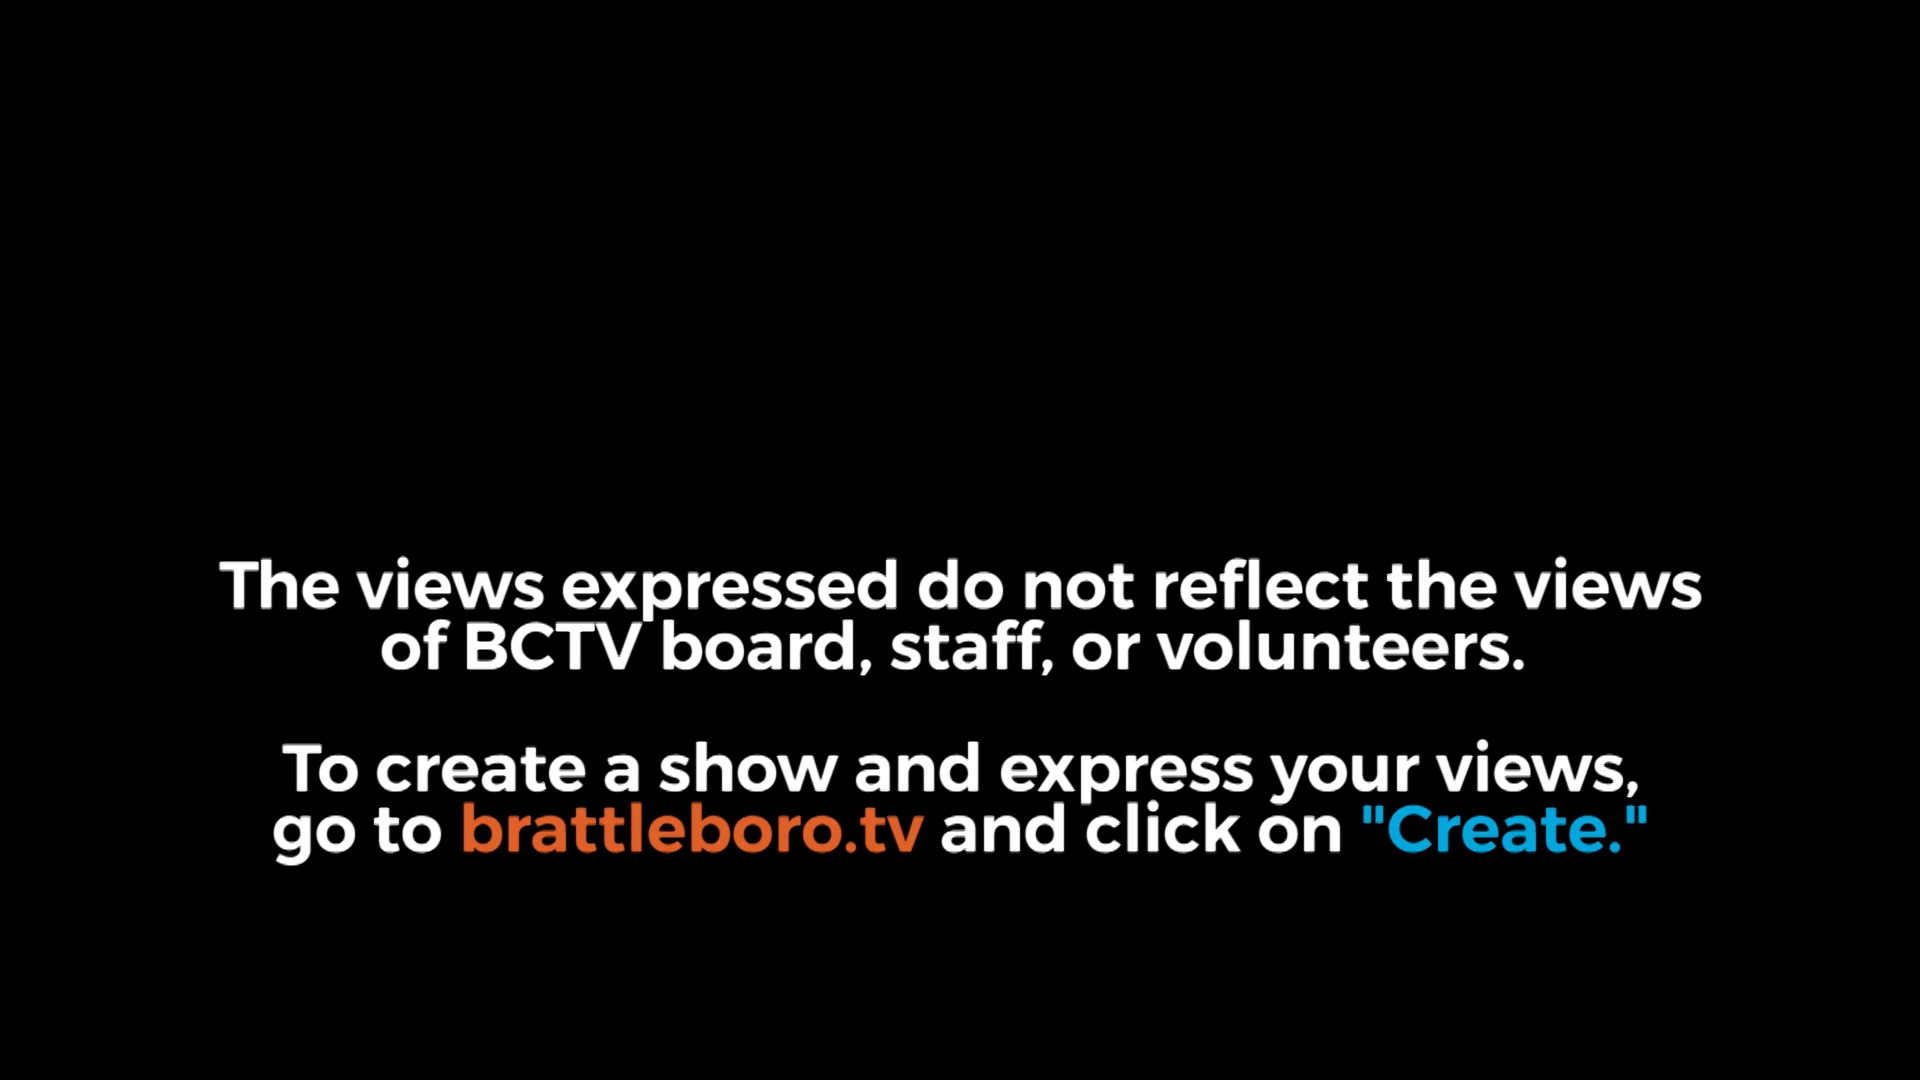 The views expressed do not reflect the views
of BCTV board, staff, or volunteers.
To create a show and express your views,
go to brattleboro.tv and click on "Create."